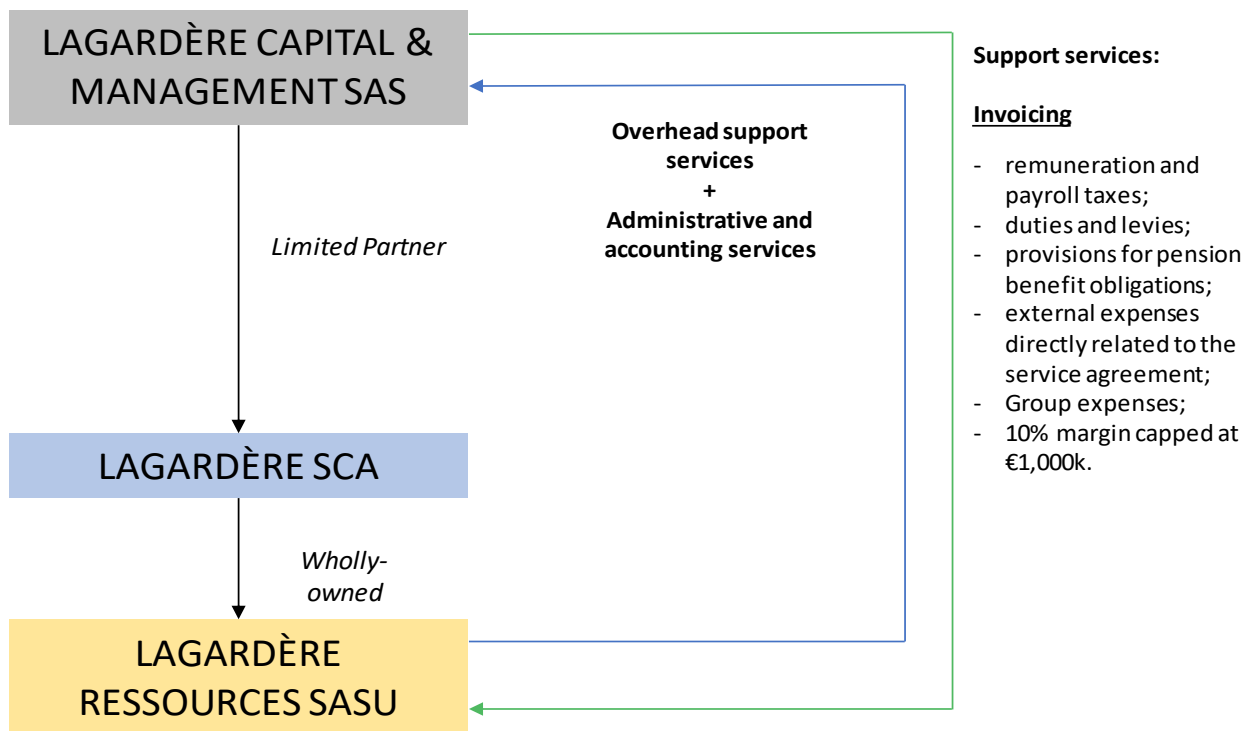 LAGARDÈRE CAPITAL &
MANAGEMENT SAS
Limited Partner
LAGARDÈRE SCA
Wholly-
owned
LAGARDÈRE
RESSOURCES SASU
Overhead support
services
+
Administrative and
accounting services
Support services:
Invoicing
- remuneration and
payroll taxes;
- duties and levies;
- provisions for pension
benefit obligations;
- external expenses
directly related to the
service agreement;
- Group expenses;
- 10% margin capped at
€1,000k.